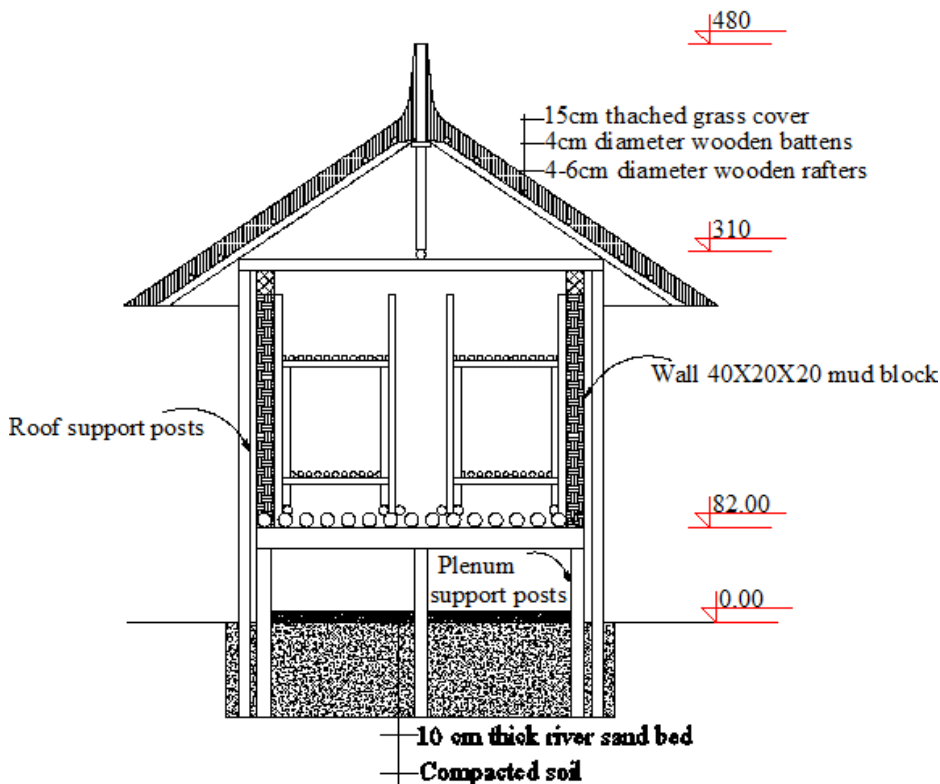 480
15cm thached grass cover
4cm diameter wooden battens
4-6cm diameter wooden rafters
310
Wall 40X20X20 mud block
Roof support posts
82.00
Plenum
support posts
0.00
10 cm thick river sand bed
Compacted soil